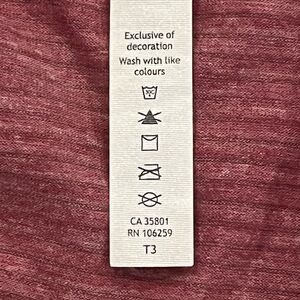 Exclusive of
decoration
Wash with like
colours
CA 35801
RN 106259
T3